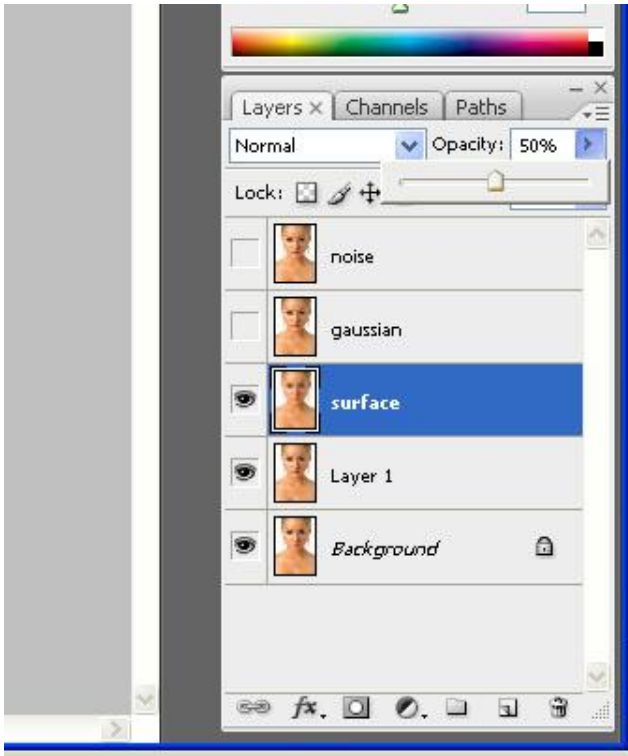 Layers × Channels Paths
Normal Opacity: 50%
Lock:
noise
gaussian
surface
Layer 1
Background
fx.